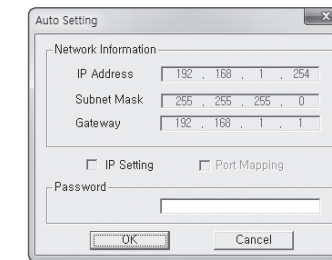 Auto Setting
Network Information
IP Address 192 . 168 . 1 . 254
Subnet Mask 255 . 255 . 255 . 0
Gateway 192 . 168 . 1 . 1
IP Setting Port Mapping
Password
OK Cancel